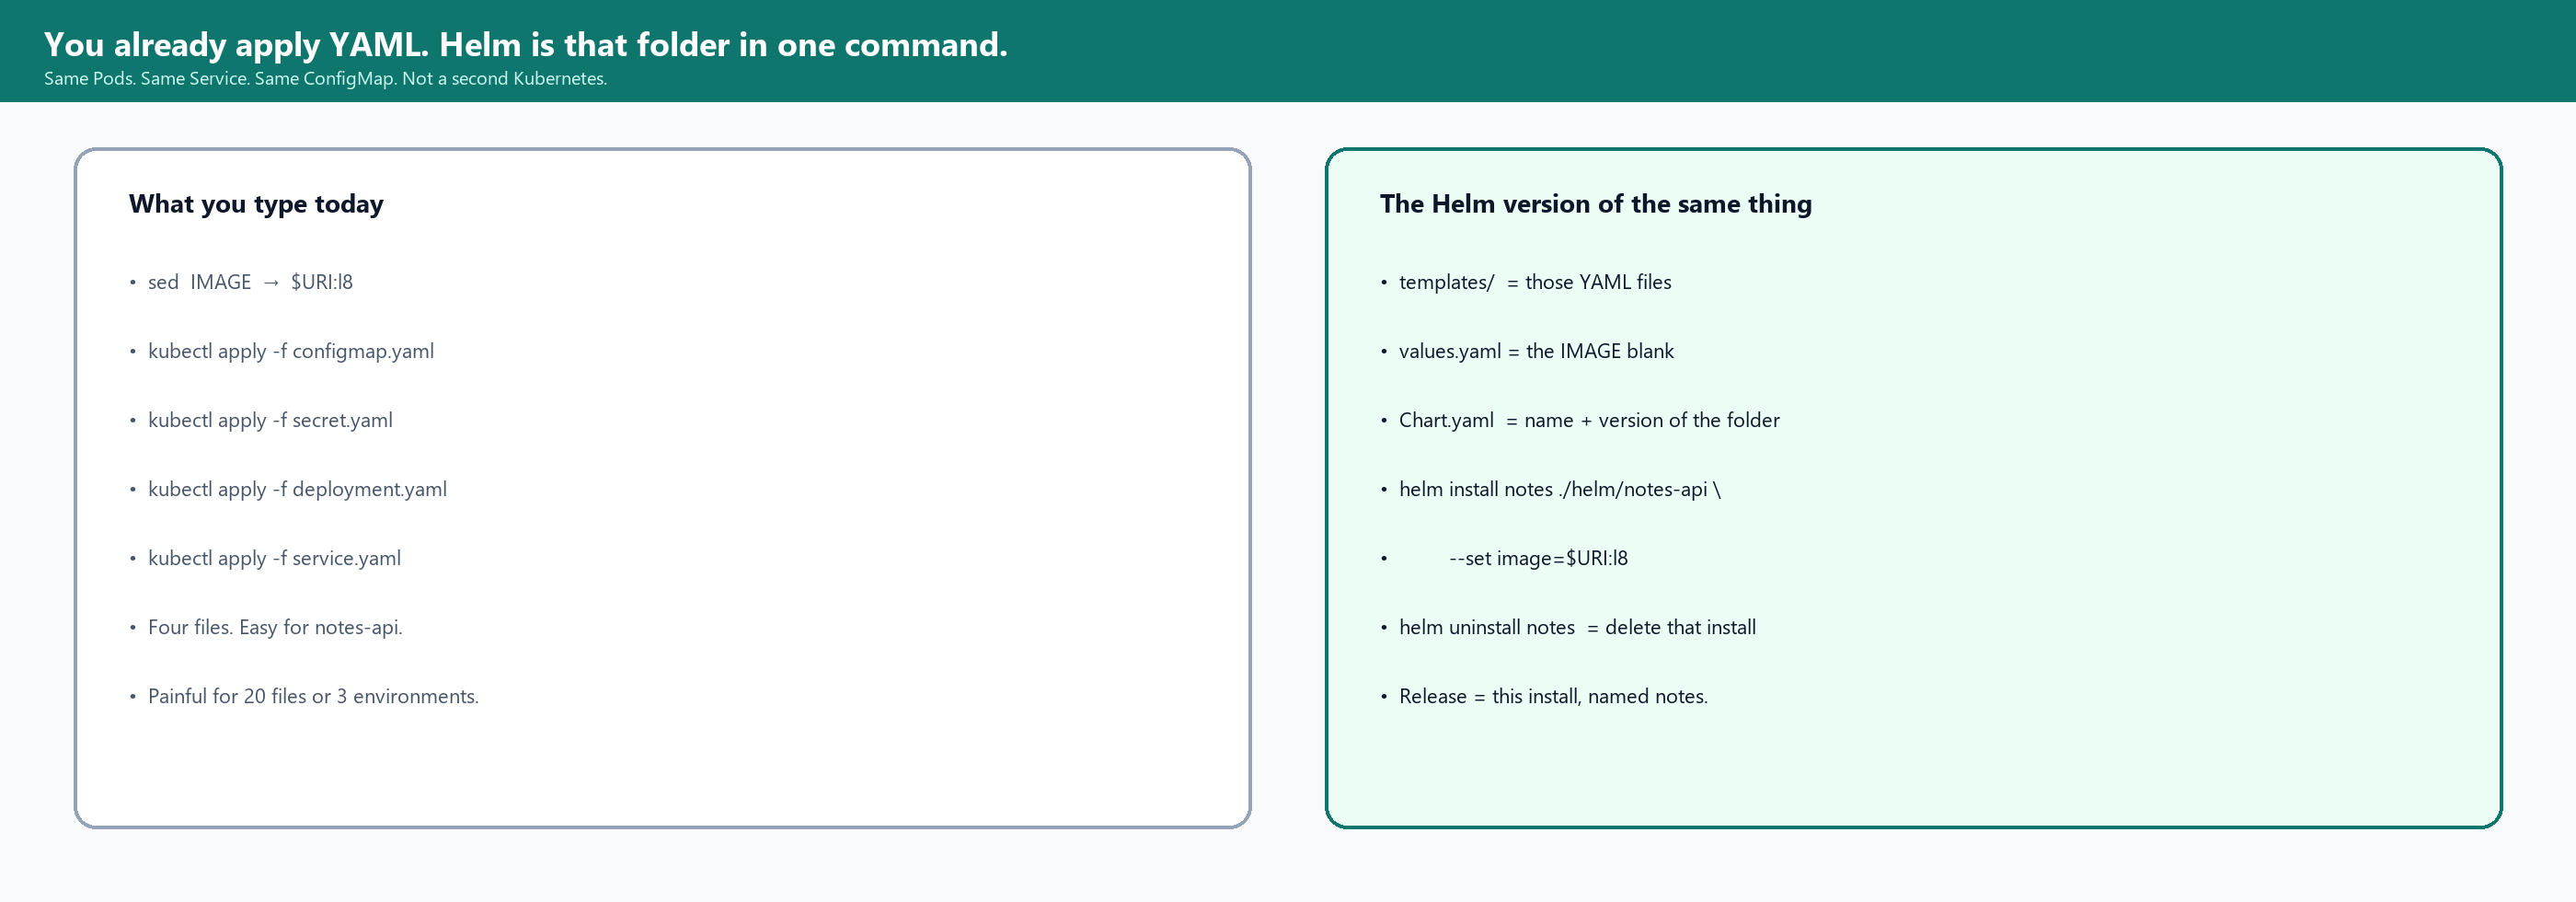 You already apply YAML. Helm is that folder in one command.
Same Pods. Same Service. Same ConfigMap. Not a second Kubernetes.
What you type today
• sed  IMAGE  →  $URI:l8
• kubectl apply -f configmap.yaml
• kubectl apply -f secret.yaml
• kubectl apply -f deployment.yaml
• kubectl apply -f service.yaml
• Four files. Easy for notes-api.
• Painful for 20 files or 3 environments.
The Helm version of the same thing
• templates/  = those YAML files
• values.yaml = the IMAGE blank
• Chart.yaml  = name + version of the folder
• helm install notes ./helm/notes-api \
•         --set image=$URI:l8
• helm uninstall notes  = delete that install
• Release = this install, named notes.